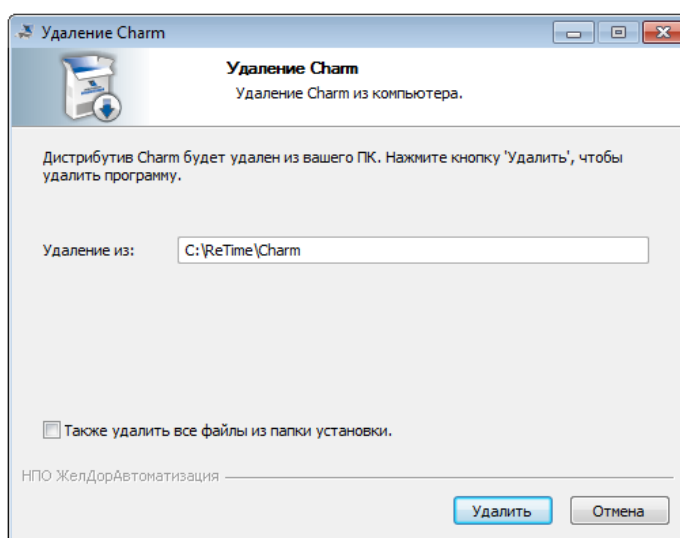 Удаление Charm
Удаление Charm
Удаление Charm из компьютера.
Дистрибутив Charm будет удален из вашего ПК. Нажмите кнопку 'Удалить', чтобы
удалить программу.
Удаление из: C:\ReTime\Charm
Также удалить все файлы из папки установки.
НПО ЖелДорАвтоматизация
Удалить Отмена